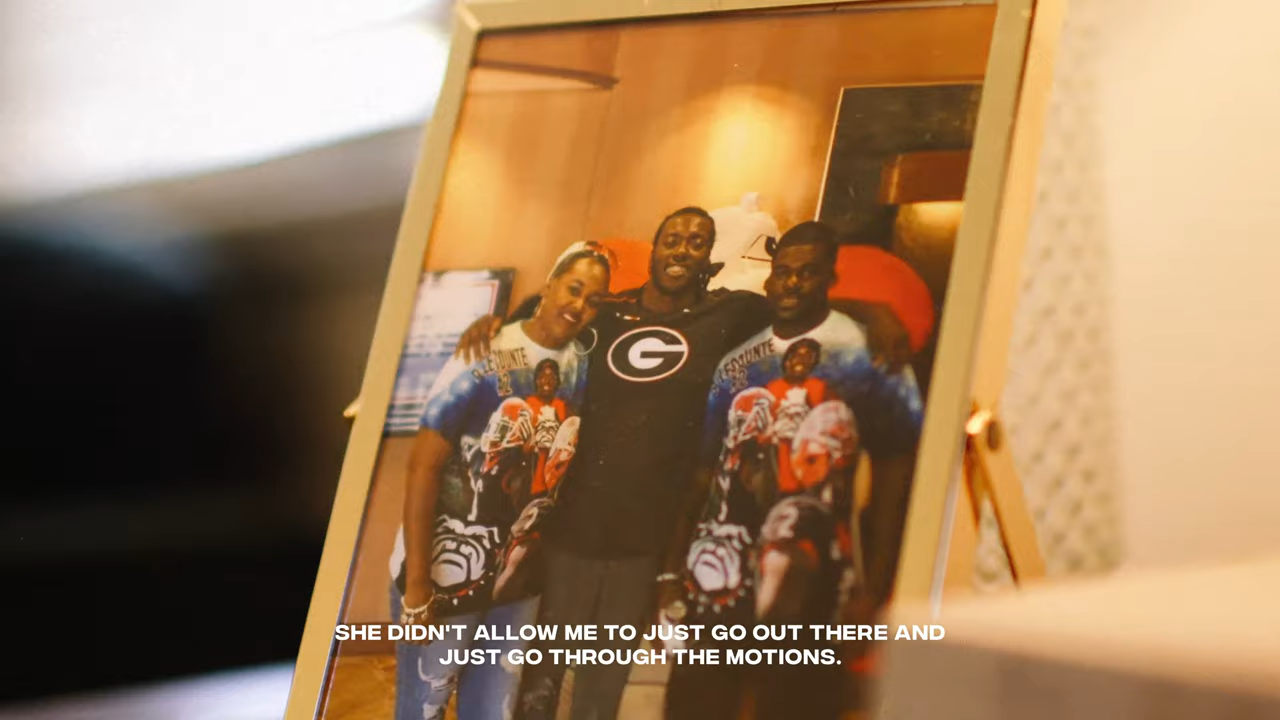 G
SHE DIDN'T ALLOW ME TO JUST GO OUT THERE AND
JUST GO THROUGH THE MOTIONS.